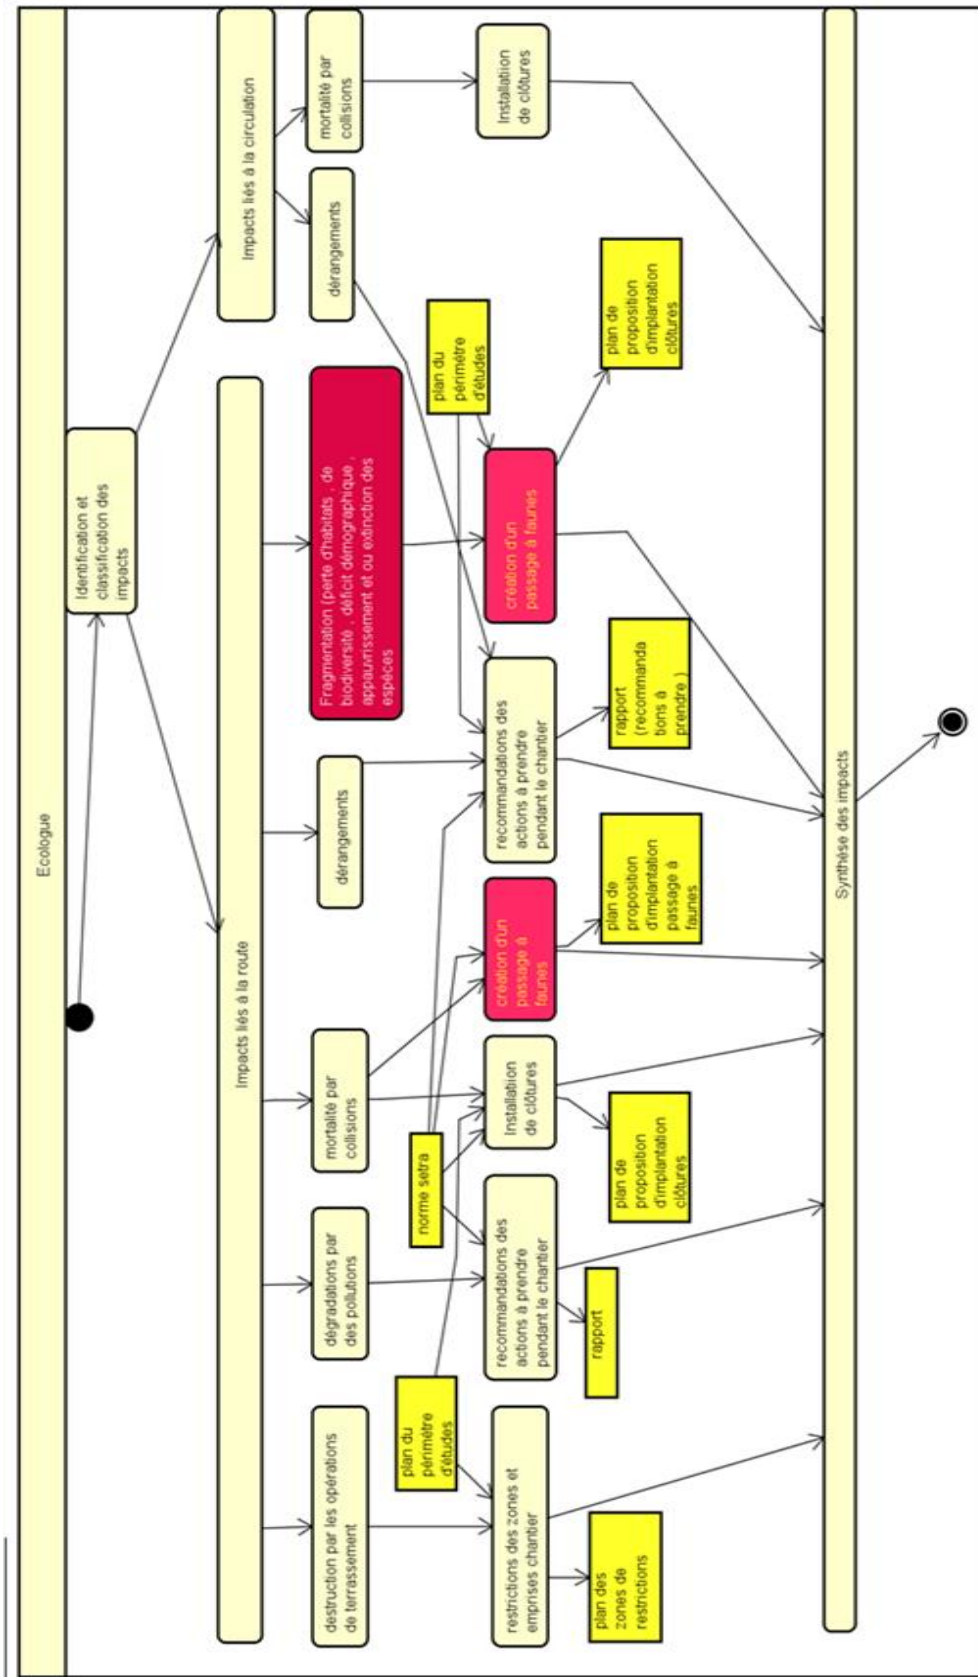 Ecologue
Identification et
classification des
impacts
Impacts liés à la route
Impacts liés à la circulation
destruction par les opérations
de terrassement
dégradations par
des pollutions
mortalité par
collisions
dérangements
Fragmentation (perte d'habitats , de
biodiversité , déficit démographique ,
appauvrissement et ou extinction des
espéces
dérangements
mortalité par
collisions
plan du
périmétre
d'études
norme setra
plan du
périmétre
d'études
restrictions des zones et
emprises chantier
recommandations des
actions à prendre
pendant le chantier
Installation
de clôtures
création d'un
passage à
faunes
recommandations des
actions à prendre
pendant le chantier
création d'un
passage à faunes
Installation
de clôtures
plan des
zones de
restrictions
rapport
plan de
proposition
d'implantation
clôtures
plan de
proposition
d'implantation
passage à
faunes
rapport
(recommanda
tions à
prendre )
plan de
proposition
d'implantation
clôtures
Synthèse des impacts